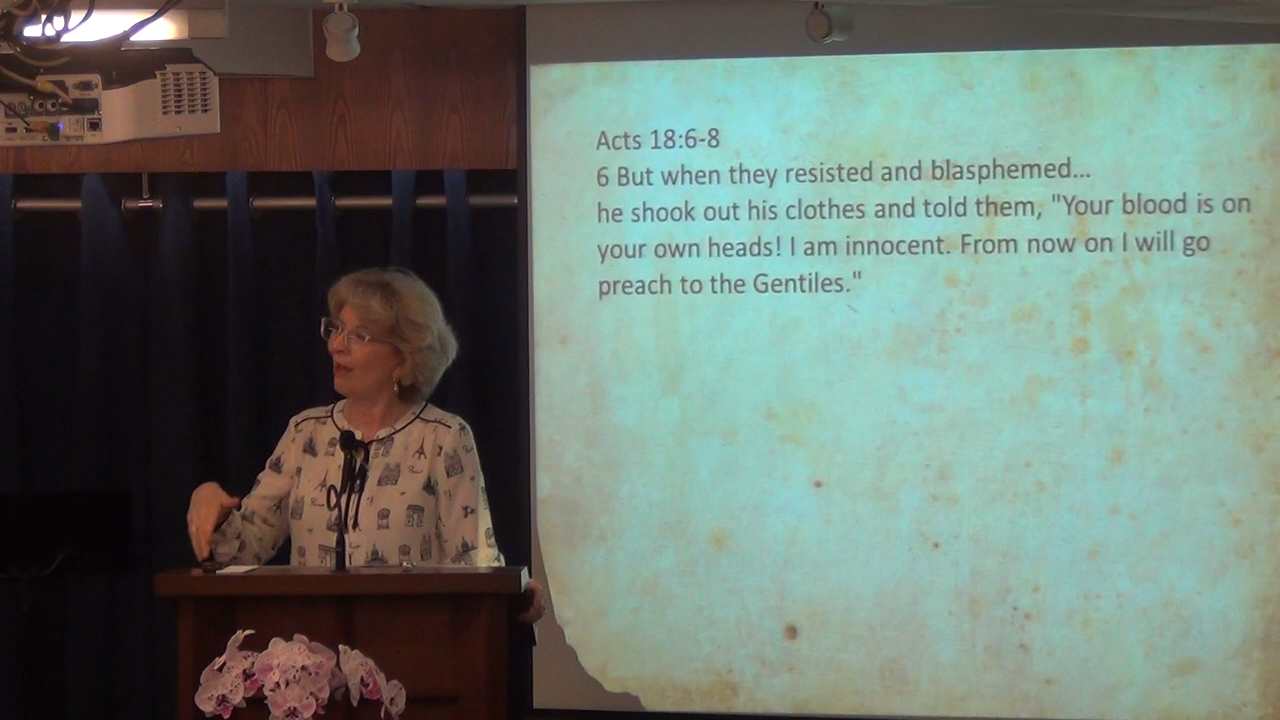 Acts 18:6-8
6 But when they resisted and blasphemed...
he shook out his clothes and told them, "Your blood is on
your own heads! I am innocent. From now on I will go
preach to the Gentiles."